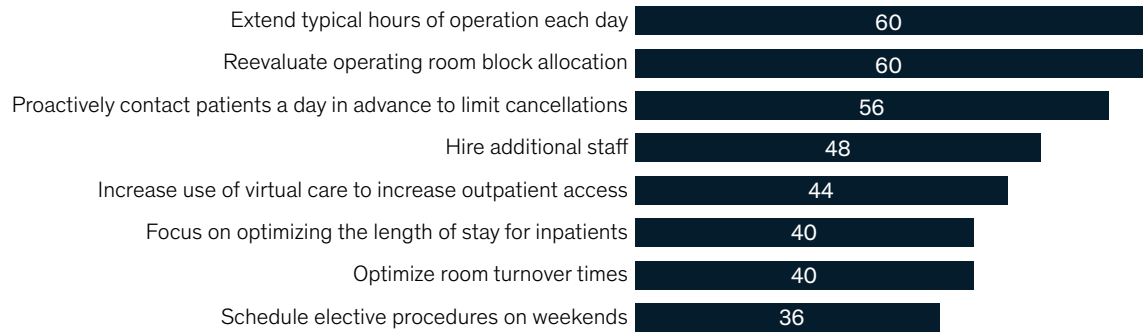 Extend typical hours of operation each day 60
Reevaluate operating room block allocation 60
Proactively contact patients a day in advance to limit cancellations 56
Hire additional staff 48
Increase use of virtual care to increase outpatient access 44
Focus on optimizing the length of stay for inpatients 40
Optimize room turnover times 40
Schedule elective procedures on weekends 36